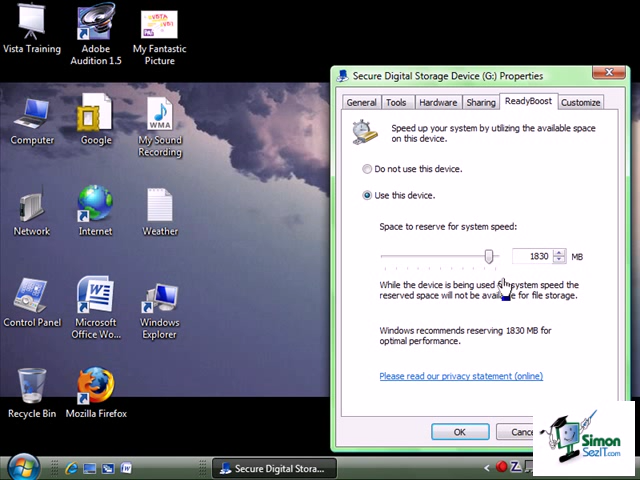 Vista Training
Adobe
Audition 1.5
My Fantastic
Picture
Computer
Google
My Sound
Recording
WMA
Network
Internet
Weather
Control Panel
Microsoft
Office Wo...
Windows
Explorer
Recycle Bin
Mozilla Firefox
Secure Digital Storage Device (G:) Properties
General
Tools
Hardware
Sharing
ReadyBoost
Customize
Speed up your system by utilizing the available space
on this device.
Do not use this device.
Use this device.
Space to reserve for system speed:
1830
MB
While the device is being used for system speed the
reserved space will not be available for file storage.
Windows recommends reserving 1830 MB for
optimal performance.
Please read our privacy statement (online)
OK
Secure Digital Stora...
Simon
SezIT.com